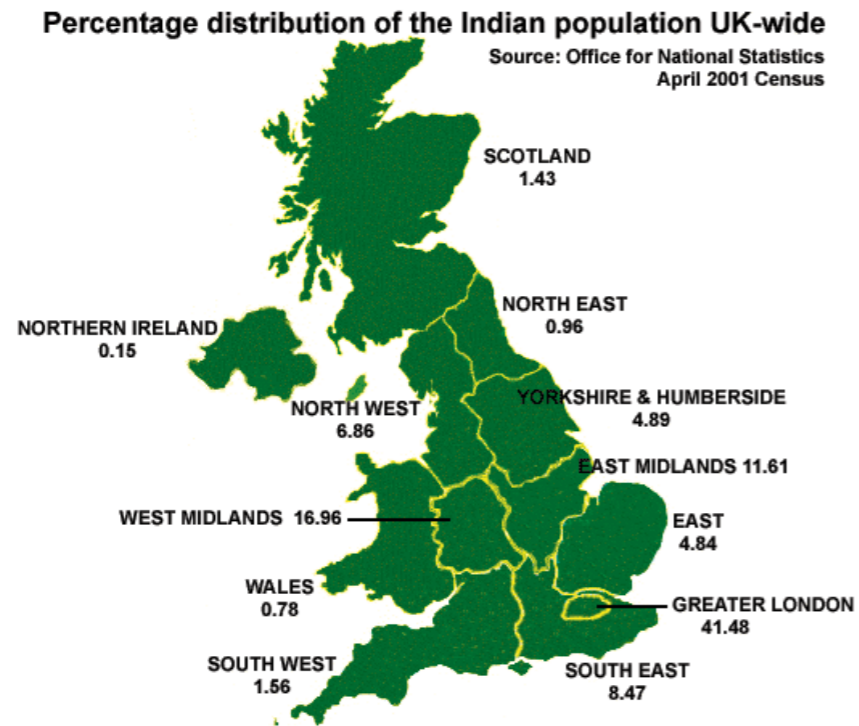 Percentage distribution of the Indian population UK-wide
Source: Office for National Statistics
April 2001 Census
SCOTLAND
1.43
NORTH EAST
0.96
NORTHERN IRELAND
0.15
YORKSHIRE & HUMBERSIDE
4.89
NORTH WEST
6.86
EAST MIDLANDS 11.61
WEST MIDLANDS 16.96
EAST
4.84
WALES
0.78
GREATER LONDON
41.48
SOUTH WEST
1.56
SOUTH EAST
8.47